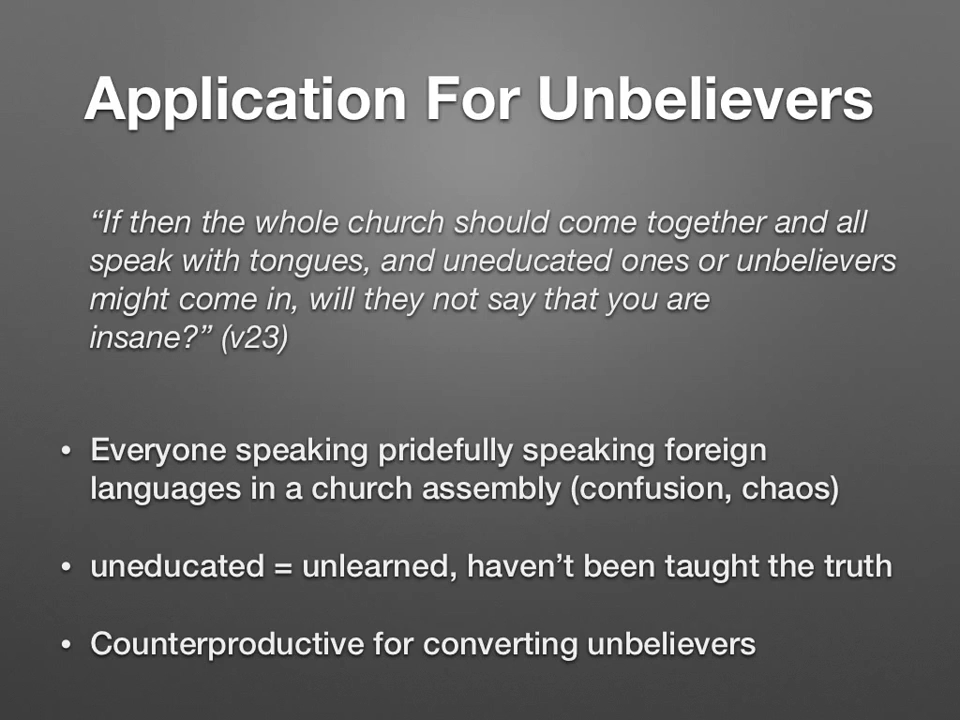 Application For Unbelievers
“If then the whole church should come together and all
speak with tongues, and uneducated ones or unbelievers
might come in, will they not say that you are
insane?” (v23)
• Everyone speaking pridefully speaking foreign
languages in a church assembly (confusion, chaos)
• uneducated = unlearned, haven’t been taught the truth
• Counterproductive for converting unbelievers